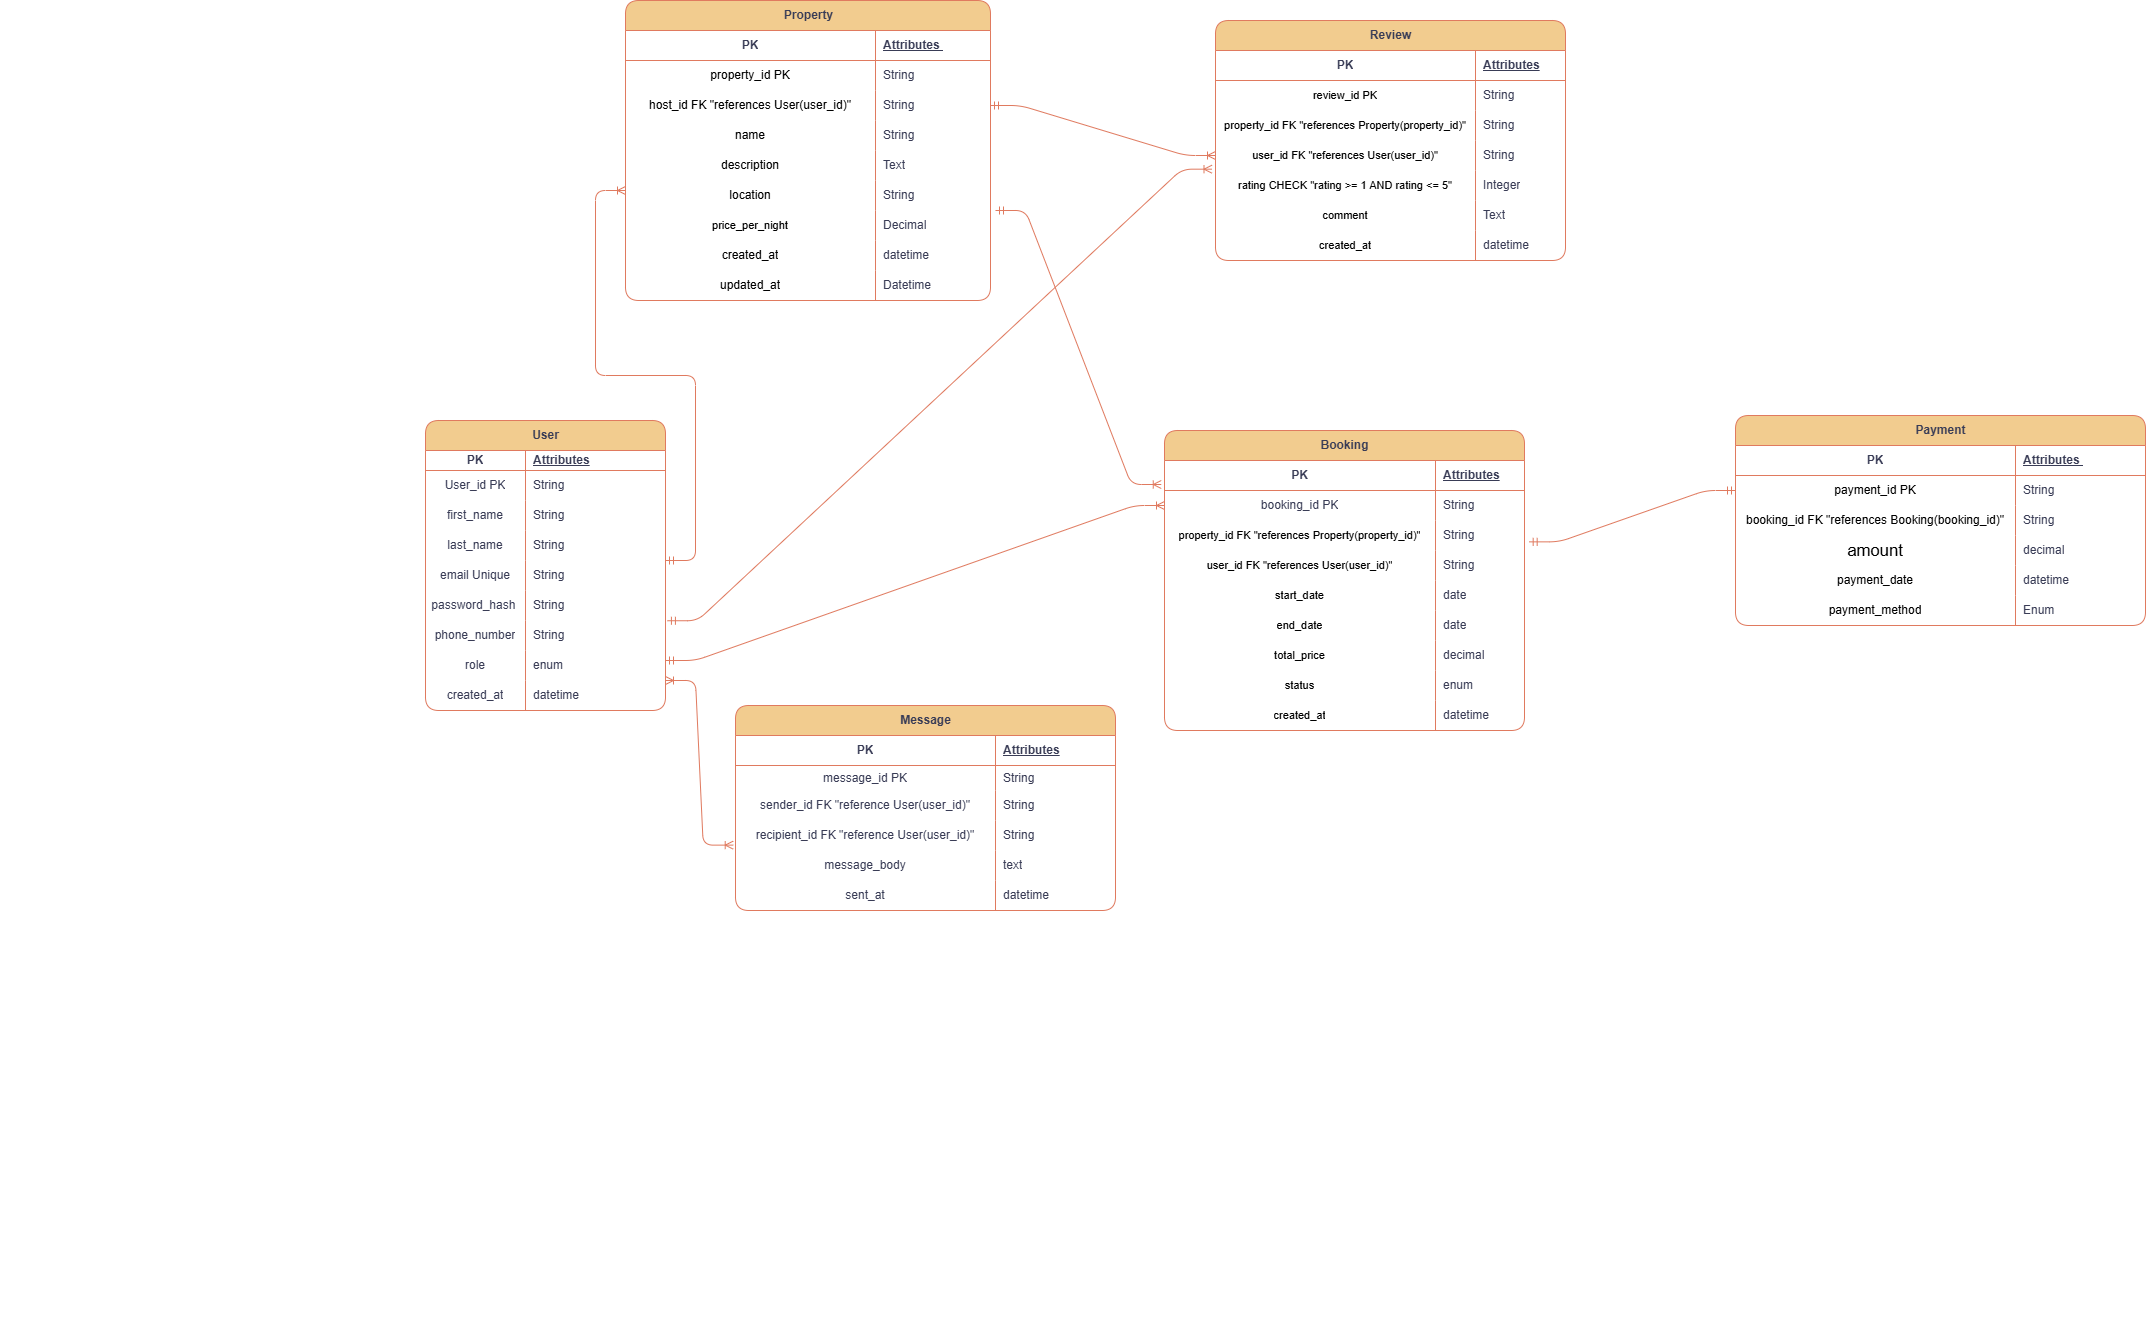 Property
PK Attributes
property_id PK String
host_id FK "references User(user_id)" String
name String
description Text
location String
price_per_night Decimal
created_at datetime
updated_at Datetime
Review
PK Attributes
review_id PK String
property_id FK "references Property(property_id)" String
user_id FK "references User(user_id)" String
rating CHECK "rating >= 1 AND rating <= 5" Integer
comment Text
created_at datetime
User
PK Attributes
User_id PK String
first_name String
last_name String
email Unique String
password_hash String
phone_number String
role enum
created_at datetime
Booking
PK Attributes
booking_id PK String
property_id FK "references Property(property_id)" String
user_id FK "references User(user_id)" String
start_date date
end_date date
total_price decimal
status enum
created_at datetime
Payment
PK Attributes
payment_id PK String
booking_id FK "references Booking(booking_id)" String
amount decimal
payment_date datetime
payment_method Enum
Message
PK Attributes
message_id PK String
sender_id FK "reference User(user_id)" String
recipient_id FK "reference User(user_id)" String
message_body text
sent_at datetime